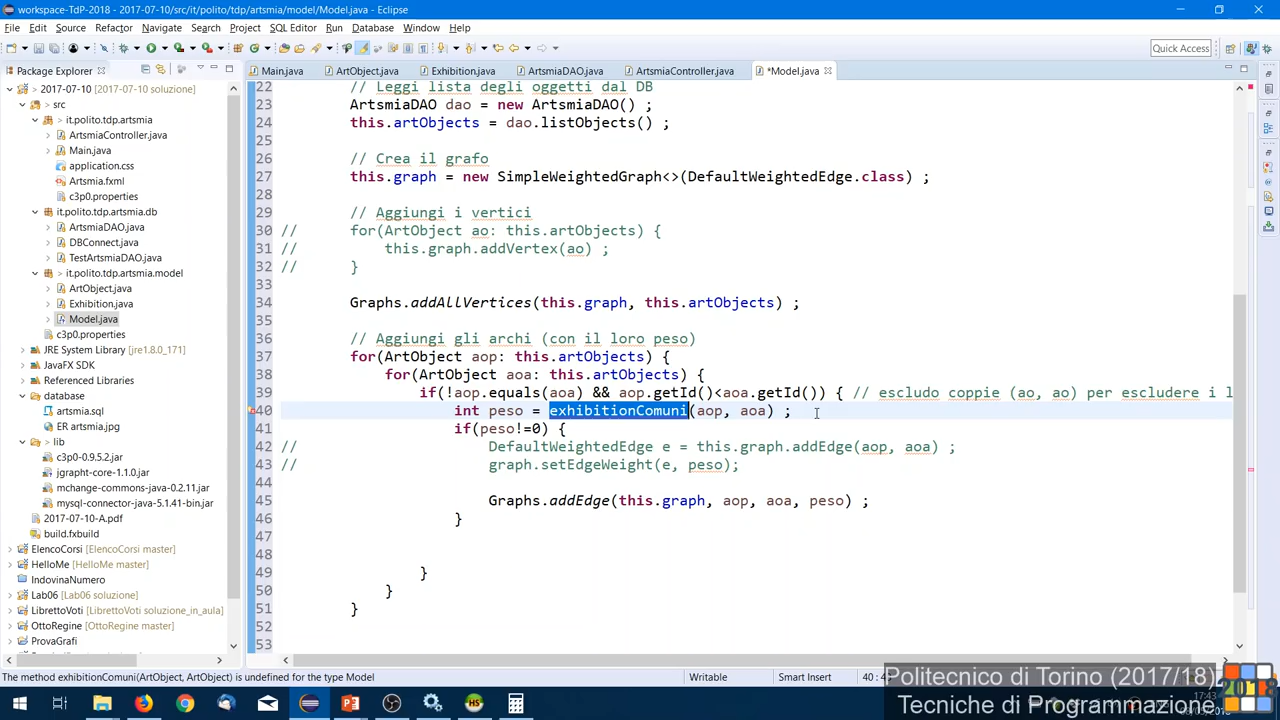 workspace-TdP-2018 - 2017-07-10/src/it/polito/tdp/artsmia/model/Model.java - Eclipse
File Edit Source Refactor Navigate Search Project SQL Editor Run Database Window Help
Quick Access
Package Explorer
Main.java ArtObject.java Exhibition.java ArtsmiaDAO.java ArtsmiaController.java *Model.java
2017-07-10 [2017-07-10 soluzione]
src
it.polito.tdp.artsmia
ArtsmiaController.java
Main.java
application.css
Artsmia.fxml
c3p0.properties
it.polito.tdp.artsmia.db
ArtsmiaDAO.java
DBConnect.java
TestArtsmiaDAO.java
it.polito.tdp.artsmia.model
ArtObject.java
Exhibition.java
Model.java
c3p0.properties
JRE System Library [jre1.8.0_171]
JavaFX SDK
Referenced Libraries
database
artsmia.sql
ER artsmia.jpg
lib
c3p0-0.9.5.2.jar
jgrapht-core-1.1.0.jar
mchange-commons-java-0.2.11.jar
mysql-connector-java-5.1.41-bin.jar
2017-07-10-A.pdf
build.fxbuild
ElencoCorsi [ElencoCorsi master]
HelloMe [HelloMe master]
IndovinaNumero
Lab06 [Lab06 soluzione]
LibrettoVoti [LibrettoVoti soluzione_in_aula]
OttoRegine [OttoRegine master]
ProvaGrafi
22 // Leggi lista degli oggetti dal DB
23 ArtsmiaDAO dao = new ArtsmiaDAO() ;
24 this.artObjects = dao.listObjects() ;
25
26 // Crea il grafo
27 this.graph = new SimpleWeightedGraph<>(DefaultWeightedEdge.class) ;
28
29 // Aggiungi i vertici
30 // for(ArtObject ao: this.artObjects) {
31 // this.graph.addVertex(ao) ;
32 // }
33
34 Graphs.addAllVertices(this.graph, this.artObjects) ;
35
36 // Aggiungi gli archi (con il loro peso)
37 for(ArtObject aop: this.artObjects) {
38 for(ArtObject aoa: this.artObjects) {
39 if(!aop.equals(aoa) && aop.getId()<aoa.getId()) { // escludo coppie (ao, ao) per escludere i l
40 int peso = exhibitionComuni(aop, aoa) ;
41 if(peso!=0) {
42 // DefaultWeightedEdge e = this.graph.addEdge(aop, aoa) ;
43 // graph.setEdgeWeight(e, peso);
44
45 Graphs.addEdge(this.graph, aop, aoa, peso) ;
46 }
47
48
49 }
50 }
51 }
52
53
The method exhibitionComuni(ArtObject, ArtObject) is undefined for the type Model
Writable
Smart Insert
Politecnico di Torino (2017/18)
Tecniche di Programmazione
2018
17:43